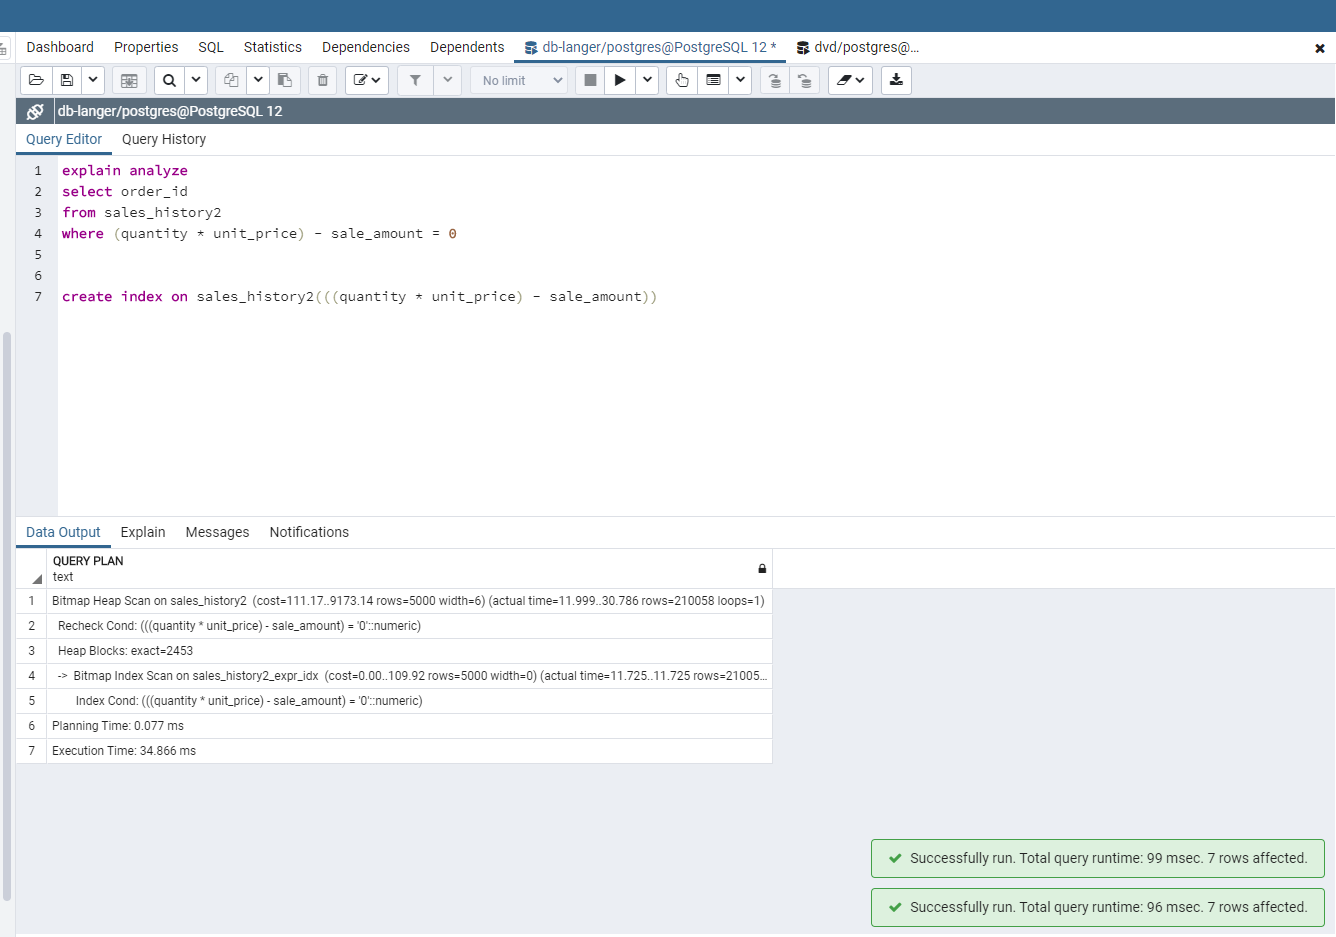 Dashboard Properties SQL Statistics Dependencies Dependents db-langer/postgres@PostgreSQL 12 * dvd/postgres@...
No limit
db-langer/postgres@PostgreSQL 12
Query Editor Query History
1 explain analyze
2 select order_id
3 from sales_history2
4 where (quantity * unit_price) - sale_amount = 0
5
6
7 create index on sales_history2(((quantity * unit_price) - sale_amount))
Data Output Explain Messages Notifications
QUERY PLAN
text
1 Bitmap Heap Scan on sales_history2 (cost=111.17..9173.14 rows=5000 width=6) (actual time=11.999..30.786 rows=210058 loops=1)
2 Recheck Cond: (((quantity * unit_price) - sale_amount) = '0'::numeric)
3 Heap Blocks: exact=2453
4 -> Bitmap Index Scan on sales_history2_expr_idx (cost=0.00..109.92 rows=5000 width=0) (actual time=11.725..11.725 rows=21005...
5 Index Cond: (((quantity * unit_price) - sale_amount) = '0'::numeric)
6 Planning Time: 0.077 ms
7 Execution Time: 34.866 ms
Successfully run. Total query runtime: 99 msec. 7 rows affected.
Successfully run. Total query runtime: 96 msec. 7 rows affected.